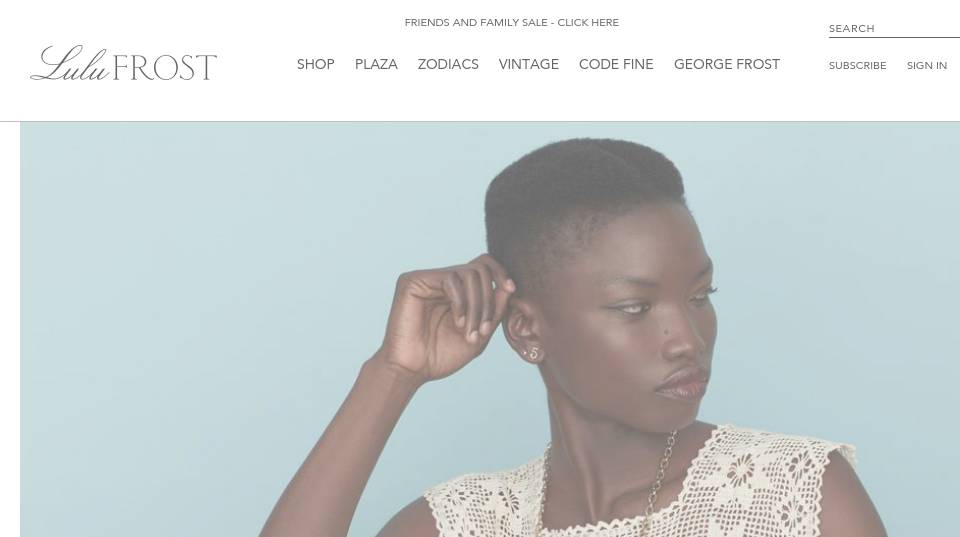 FRIENDS AND FAMILY SALE - CLICK HERE
SEARCH
Lulu FROST
SHOP PLAZA ZODIACS VINTAGE CODE FINE GEORGE FROST
SUBSCRIBE SIGN IN
5